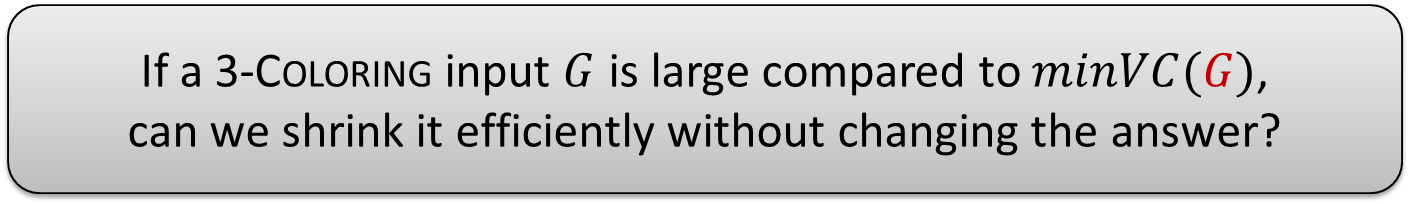 If a 3-COLORING input G is large compared to minVC(G),
can we shrink it efficiently without changing the answer?